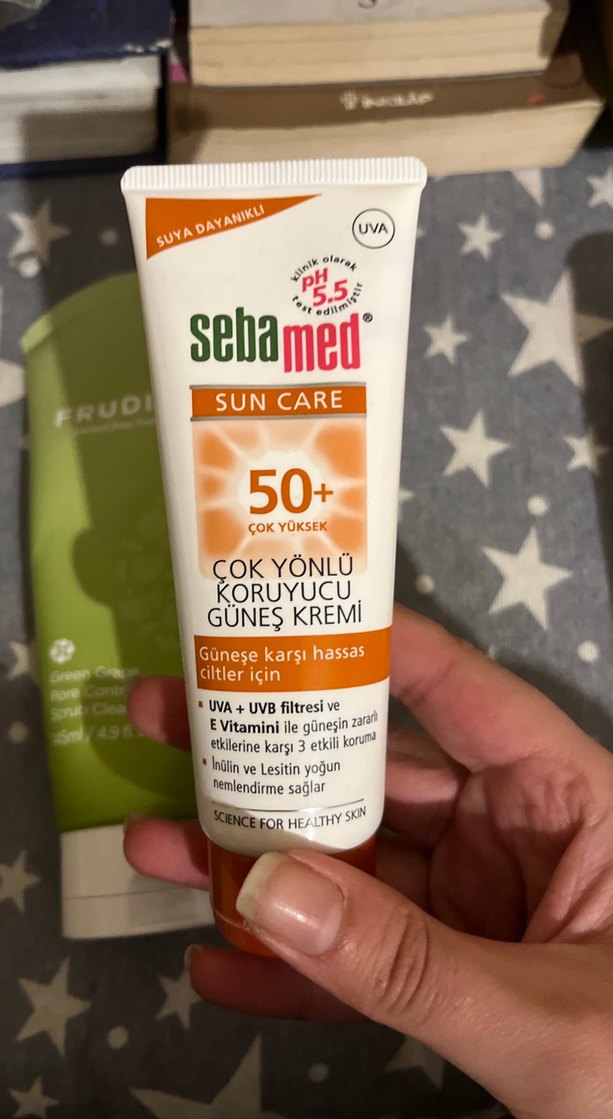 SUYA DAYANIKLI
UVA
klinik olarak
pH
5.5
test edilmiştir
sebamed®
SUN CARE
50+
ÇOK YÜKSEK
ÇOK YÖNLÜ
KORUYUCU
GÜNEŞ KREMİ
Güneşe karşı hassas
ciltler için
▪ UVA + UVB filtresi ve
E Vitamini ile güneşin zararlı
etkilerine karşı 3 etkili koruma
▪ İnülin ve Lesitin yoğun
nemlendirme sağlar
SCIENCE FOR HEALTHY SKIN
FRUDI
Green Grape
Pore Contr
Scrub Clea